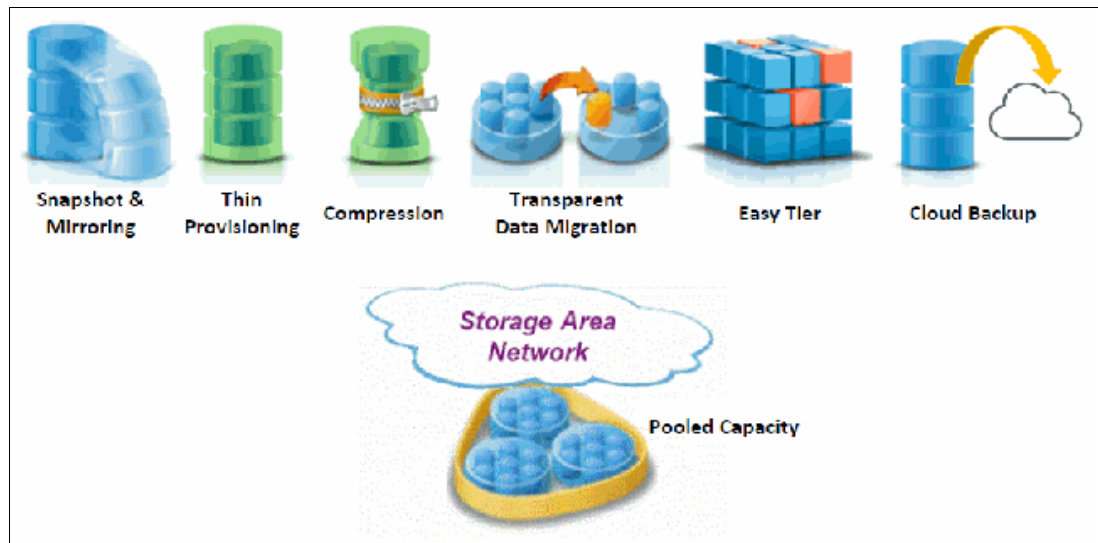 Snapshot &
Mirroring
Thin
Provisioning
Compression
Transparent
Data Migration
Easy Tier
Cloud Backup
Storage Area
Network
Pooled Capacity